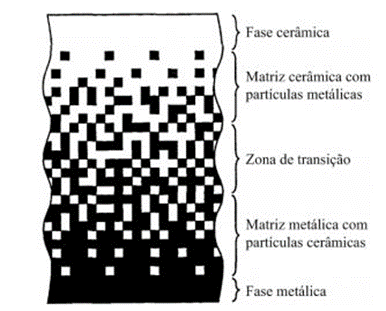 Fase cerâmica
Matriz cerâmica com
partículas metálicas
Zona de transição
Matriz metálica com
partículas cerâmicas
Fase metálica